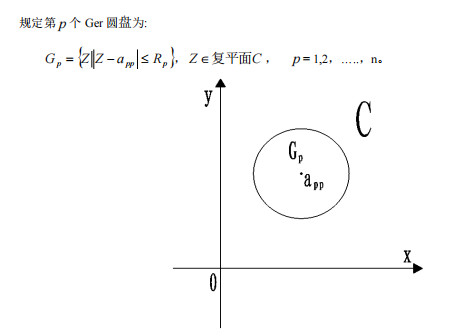 规定第 p 个 Ger 圆盘为:
G_p = {Z||Z − a_pp| ≤ R_p}, Z∈复平面C , p = 1,2, ....., n。
y
C
G_p
a_pp
x
0